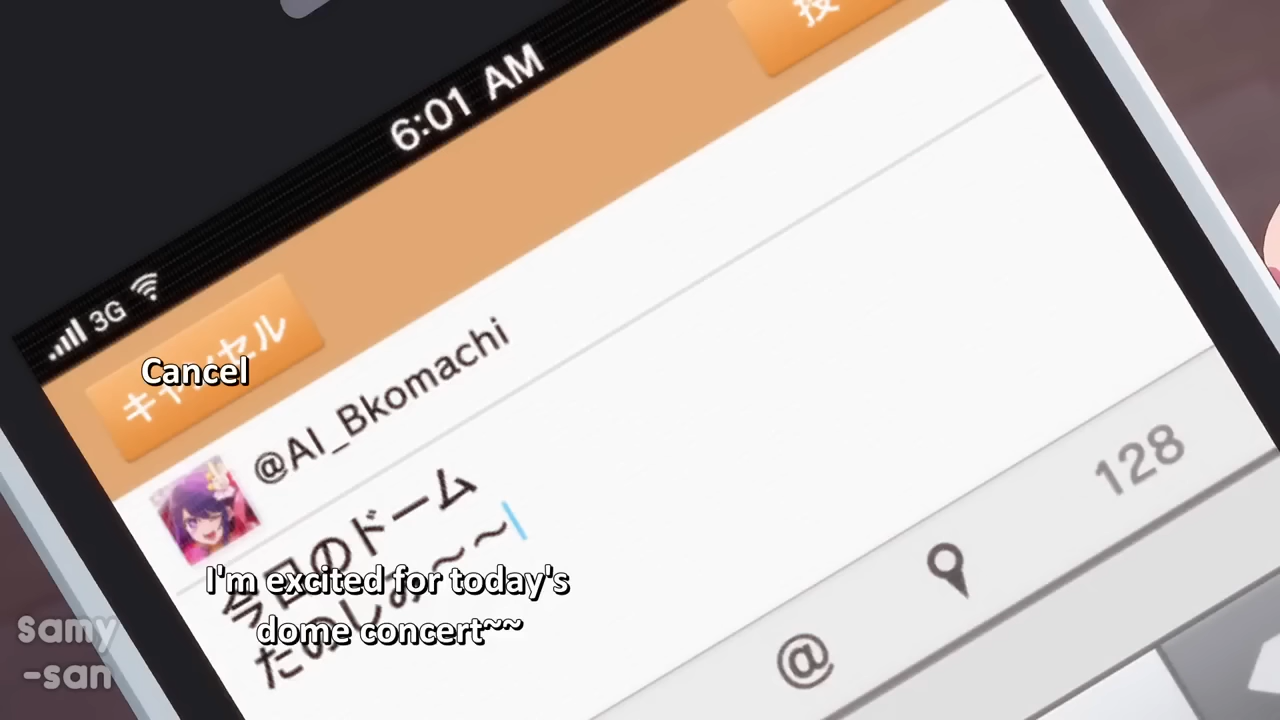 投
6:01 AM
3G
キャンセル
Cancel
@AI_Bkomachi
今日のドーム
たのしみ〜〜
I'm excited for today's
dome concert~~
128
@
Samy
-san